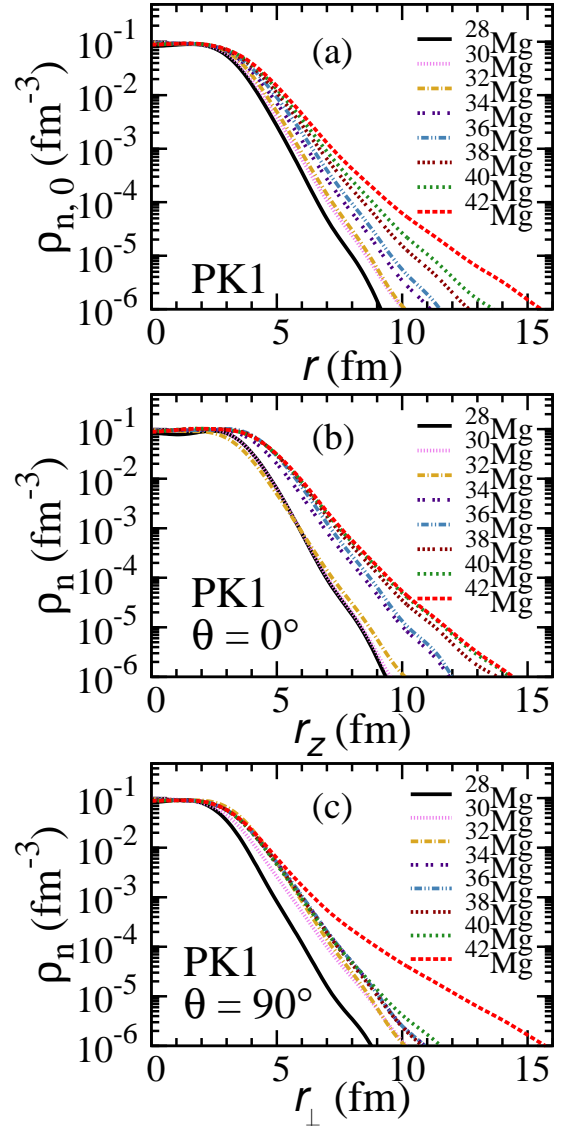 (a)
²⁸Mg
³⁰Mg
³²Mg
³⁴Mg
³⁶Mg
³⁸Mg
⁴⁰Mg
⁴²Mg
10⁻¹
10⁻²
10⁻³
10⁻⁴
10⁻⁵
10⁻⁶
ρn, 0 (fm⁻³)
PK1
0 5 10 15
r (fm)
(b)
²⁸Mg
³⁰Mg
³²Mg
³⁴Mg
³⁶Mg
³⁸Mg
⁴⁰Mg
⁴²Mg
10⁻¹
10⁻²
10⁻³
10⁻⁴
10⁻⁵
10⁻⁶
ρn (fm⁻³)
PK1
θ = 0°
0 5 10 15
rz (fm)
(c)
²⁸Mg
³⁰Mg
³²Mg
³⁴Mg
³⁶Mg
³⁸Mg
⁴⁰Mg
⁴²Mg
10⁻¹
10⁻²
10⁻³
10⁻⁴
10⁻⁵
10⁻⁶
ρn (fm⁻³)
PK1
θ = 90°
0 5 10 15
r⊥ (fm)